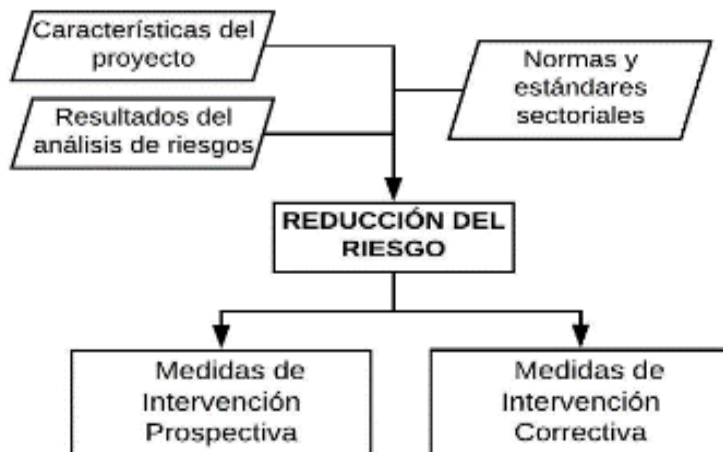 Características del
proyecto
Resultados del
análisis de riesgos
Normas y
estándares
sectoriales
REDUCCIÓN DEL
RIESGO
Medidas de
Intervención
Prospectiva
Medidas de
Intervención
Correctiva